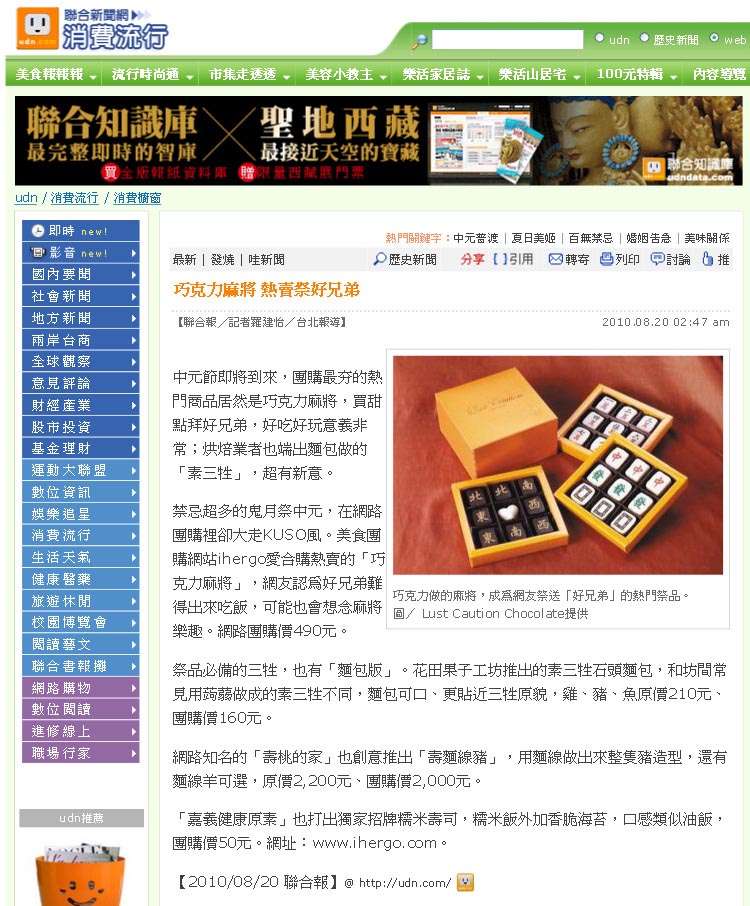 聯合新聞網
udn.com 消費流行
udn 歷史新聞 web
美食報報報 流行時尚通 市集走透透 美容小教主 樂活家居誌 樂活山居宅 100元特輯 內容導覽
聯合知識庫 聖地西藏
最完整即時的智庫 最接近天空的寶藏
買全版報紙資料庫 贈限量西藏展門票
聯合知識庫
udndata.com
udn / 消費流行 / 消費櫥窗
即時 new!
影音 new!
國內要聞
社會新聞
地方新聞
兩岸台商
全球觀察
意見評論
財經產業
股市投資
基金理財
運動大聯盟
數位資訊
娛樂追星
消費流行
生活天氣
健康醫藥
旅遊休閒
校園博覽會
閱讀藝文
聯合書報攤
網路購物
數位閱讀
進修線上
職場行家
udn推薦
熱門關鍵字：中元普渡｜夏日美姬｜百無禁忌｜婚姻告急｜美味關係
最新｜發燒｜哇新聞 歷史新聞 分享 引用 轉寄 列印 討論 推
巧克力麻將 熱賣祭好兄弟
【聯合報／記者羅建怡／台北報導】 2010.08.20 02:47 am
中元節即將到來，團購最夯的熱
門商品居然是巧克力麻將，買甜
點拜好兄弟，好吃好玩意義非
常；烘焙業者也端出麵包做的
「素三牲」，超有新意。
禁忌超多的鬼月祭中元，在網路
團購裡卻大走KUSO風。美食團
購網站ihergo愛合購熱賣的「巧
克力麻將」，網友認為好兄弟難
得出來吃飯，可能也會想念麻將
樂趣。網路團購價490元。
Lust Caution
北 北 南
東 西
東 南 西
中 中 中
發 發 發
巧克力做的麻將，成為網友祭送「好兄弟」的熱門祭品。
圖／ Lust Caution Chocolate提供
祭品必備的三牲，也有「麵包版」。花田果子工坊推出的素三牲石頭麵包，和坊間常
見用蒟蒻做成的素三牲不同，麵包可口、更貼近三牲原貌，雞、豬、魚原價210元、
團購價160元。
網路知名的「壽桃的家」也創意推出「壽麵線豬」，用麵線做出來整隻豬造型，還有
麵線羊可選，原價2,200元、團購價2,000元。
「嘉義健康原素」也打出獨家招牌糯米壽司，糯米飯外加香脆海苔，口感類似油飯，
團購價50元。網址：www.ihergo.com。
【2010/08/20 聯合報】@ http://udn.com/